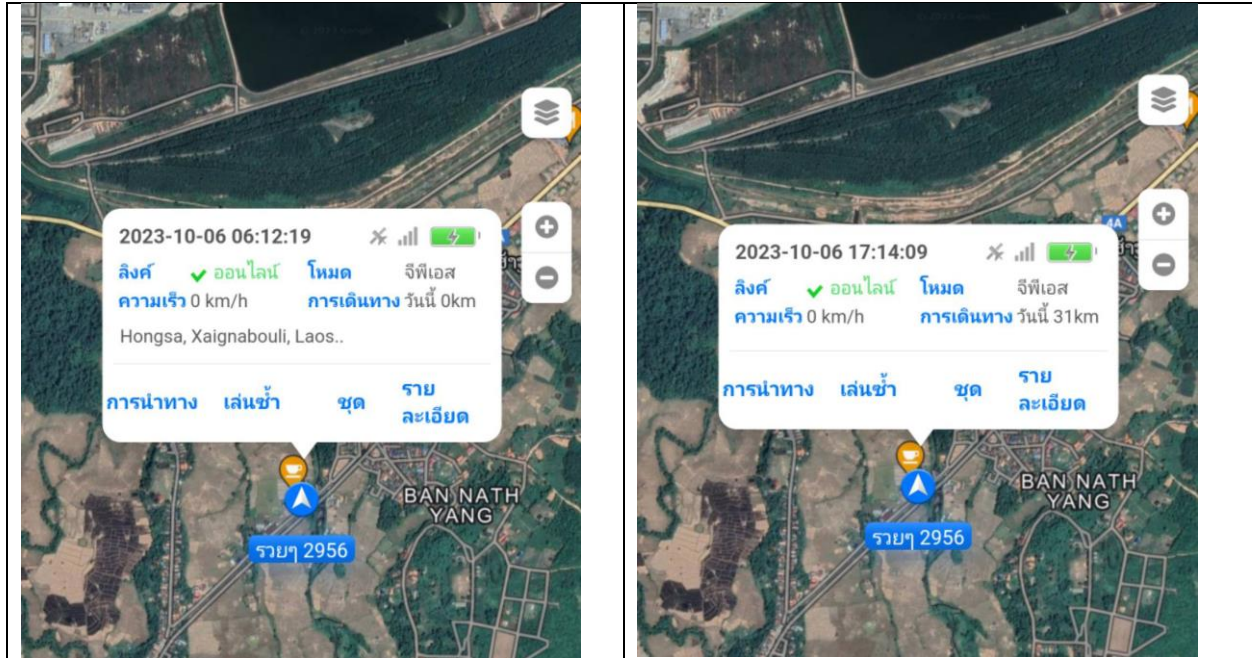 2023-10-06 06:12:19
ลิงค์ ออนไลน์ โหมด จีพีเอส
ความเร็ว 0 km/h การเดินทาง วันนี้ 0km
Hongsa, Xaignabouli, Laos..
การนำทาง เล่นซ้ำ ชุด ราย
ละเอียด
BAN NATH
YANG
รวยๆ 2956
4A
2023-10-06 17:14:09
ลิงค์ ออนไลน์ โหมด จีพีเอส
ความเร็ว 0 km/h การเดินทาง วันนี้ 31km
การนำทาง เล่นซ้ำ ชุด ราย
ละเอียด
BAN NATH
YANG
รวยๆ 2956